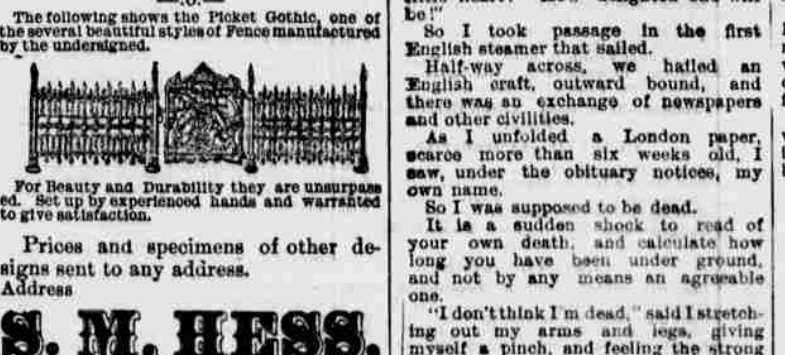 The following shows the Picket Gothic, one of
the several beautiful styles of Fence manufactured
by the undersigned.
For Beauty and Durability they are unsurpass
ed. Set up by experienced hands and warranted
to give satisfaction.
Prices and specimens of other de-
signs sent to any address.
Address
S. M. HESS.
be!"
So I took passage in the first
English steamer that sailed.
Half-way across, we hailed an
English craft, outward bound, and
there was an exchange of newspapers
and other civilities.
As I unfolded a London paper,
scarce more than six weeks old, I
saw, under the obituary notices, my
own name.
So I was supposed to be dead.
It is a sudden shock to read of
your own death, and calculate how
long you have been under ground,
and not by any means an agreeable
one.
"I don't think I'm dead," said I stretch-
ing out my arms and legs, giving
myself a pinch, and feeling the strong